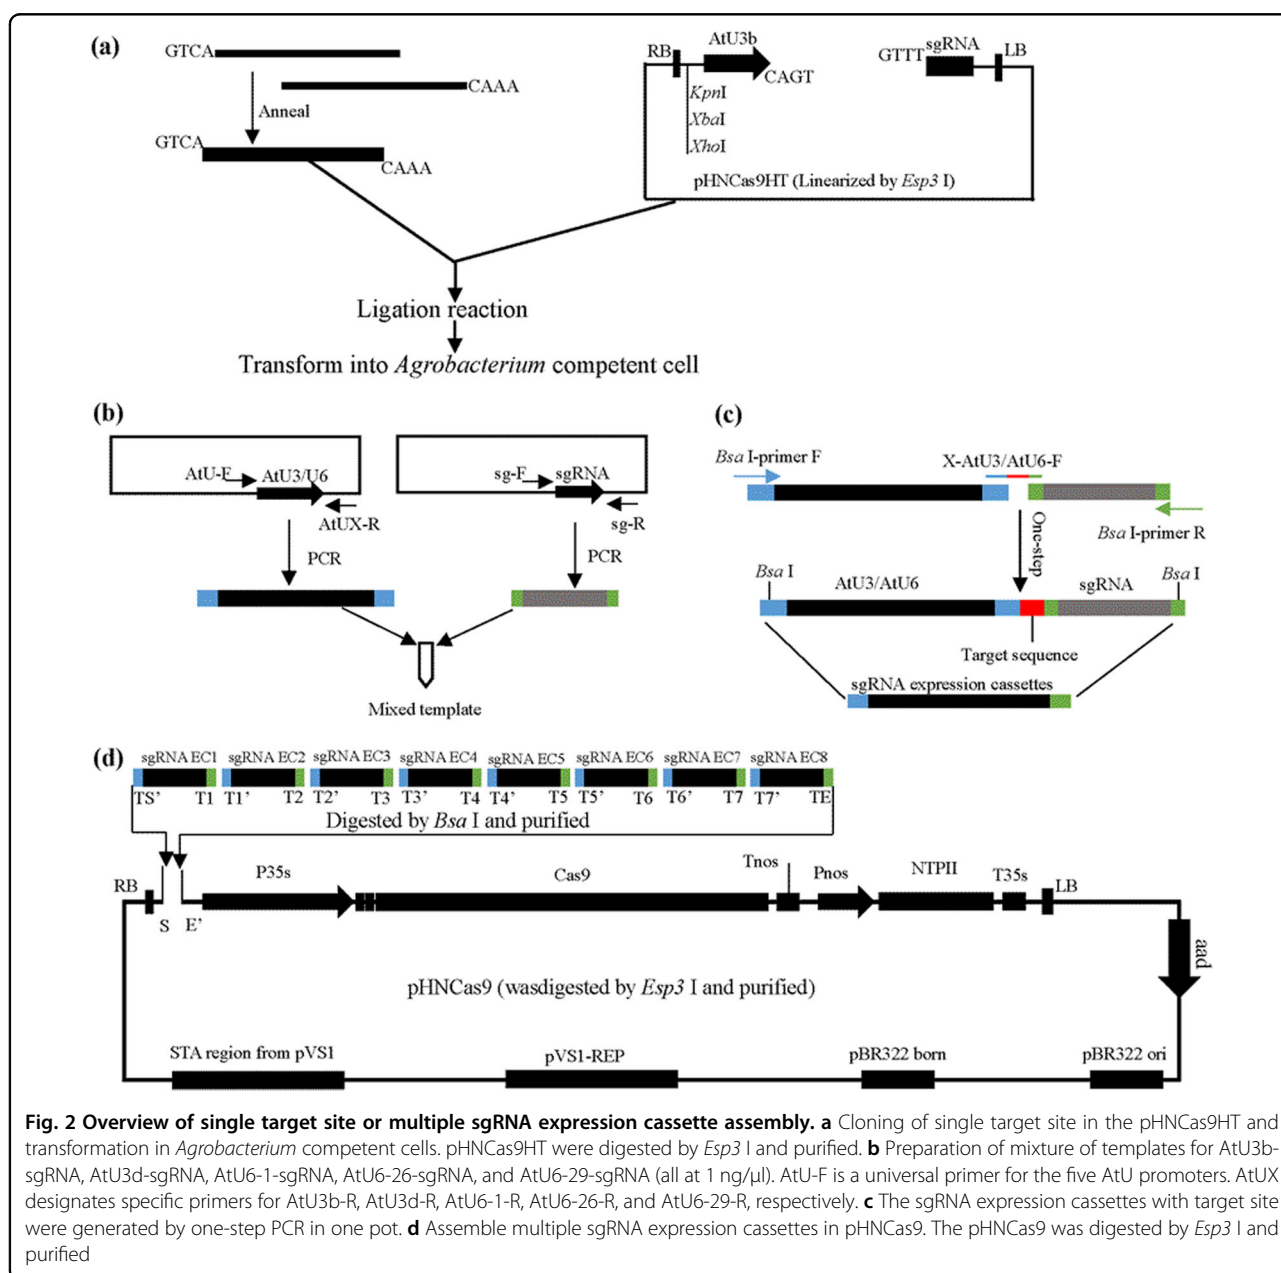 (a)
GTCA
CAAA
Anneal
GTCA
CAAA
RB
AtU3b
CAGT
GTTT
sgRNA
LB
KpnI
XbaI
XhoI
pHNCas9HT (Linearized by Esp3 I)
Ligation reaction
Transform into Agrobacterium competent cell
(b)
AtU-F
AtU3/U6
AtUX-R
sg-F
sgRNA
sg-R
PCR
PCR
Mixed template
(c)
Bsa I-primer F
X-AtU3/AtU6-F
Bsa I-primer R
One-step
Bsa I
AtU3/AtU6
sgRNA
Bsa I
Target sequence
sgRNA expression cassettes
(d)
sgRNA EC1 sgRNA EC2 sgRNA EC3 sgRNA EC4 sgRNA EC5 sgRNA EC6 sgRNA EC7 sgRNA EC8
TS’ T1 T1’ T2 T2’ T3 T3’ T4 T4’ T5 T5’ T6 T6’ T7 T7’ TE
Digested by Bsa I and purified
RB
S
E’
P35s
Cas9
Tnos
Pnos
NTPII
T35s
LB
aad
pHNCas9 (wasdigested by Esp3 I and purified)
STA region from pVS1
pVS1-REP
pBR322 born
pBR322 ori
Fig. 2 Overview of single target site or multiple sgRNA expression cassette assembly. a Cloning of single target site in the pHNCas9HT and
transformation in Agrobacterium competent cells. pHNCas9HT were digested by Esp3 I and purified. b Preparation of mixture of templates for AtU3b-
sgRNA, AtU3d-sgRNA, AtU6-1-sgRNA, AtU6-26-sgRNA, and AtU6-29-sgRNA (all at 1 ng/µl). AtU-F is a universal primer for the five AtU promoters. AtUX
designates specific primers for AtU3b-R, AtU3d-R, AtU6-1-R, AtU6-26-R, and AtU6-29-R, respectively. c The sgRNA expression cassettes with target site
were generated by one-step PCR in one pot. d Assemble multiple sgRNA expression cassettes in pHNCas9. The pHNCas9 was digested by Esp3 I and
purified